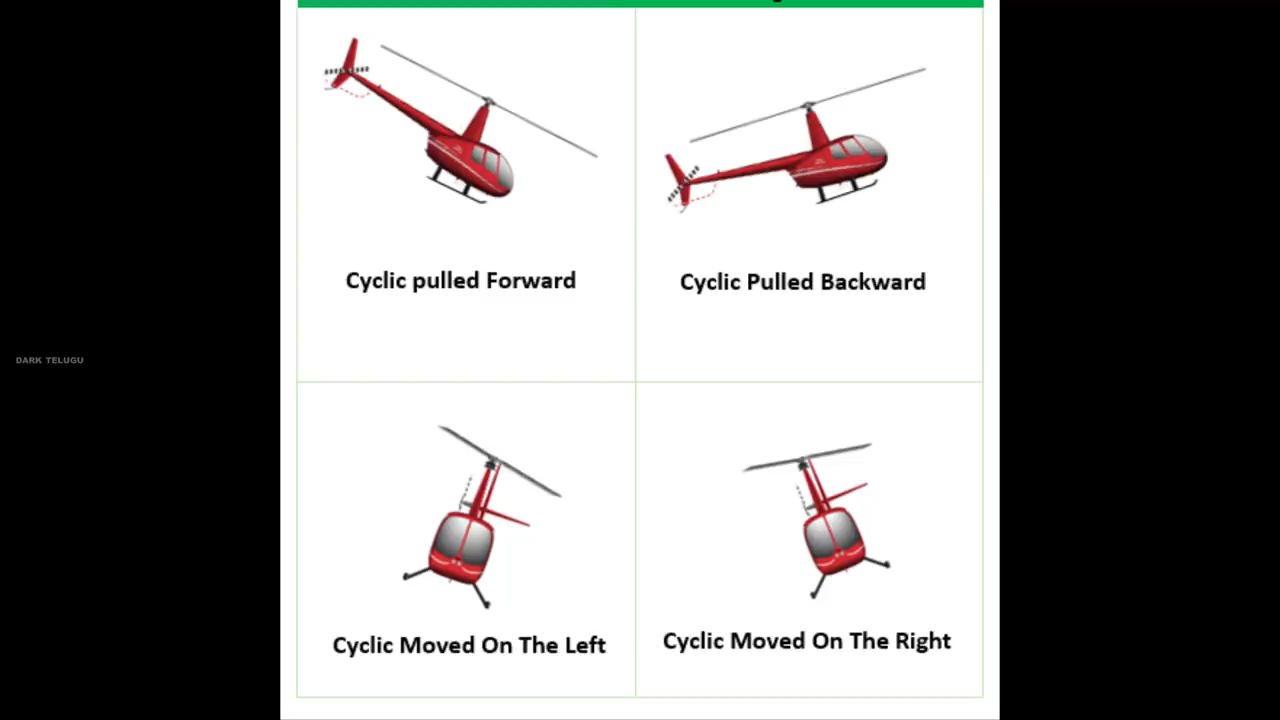 Cyclic pulled Forward
Cyclic Pulled Backward
DARK TELUGU
Cyclic Moved On The Left
Cyclic Moved On The Right